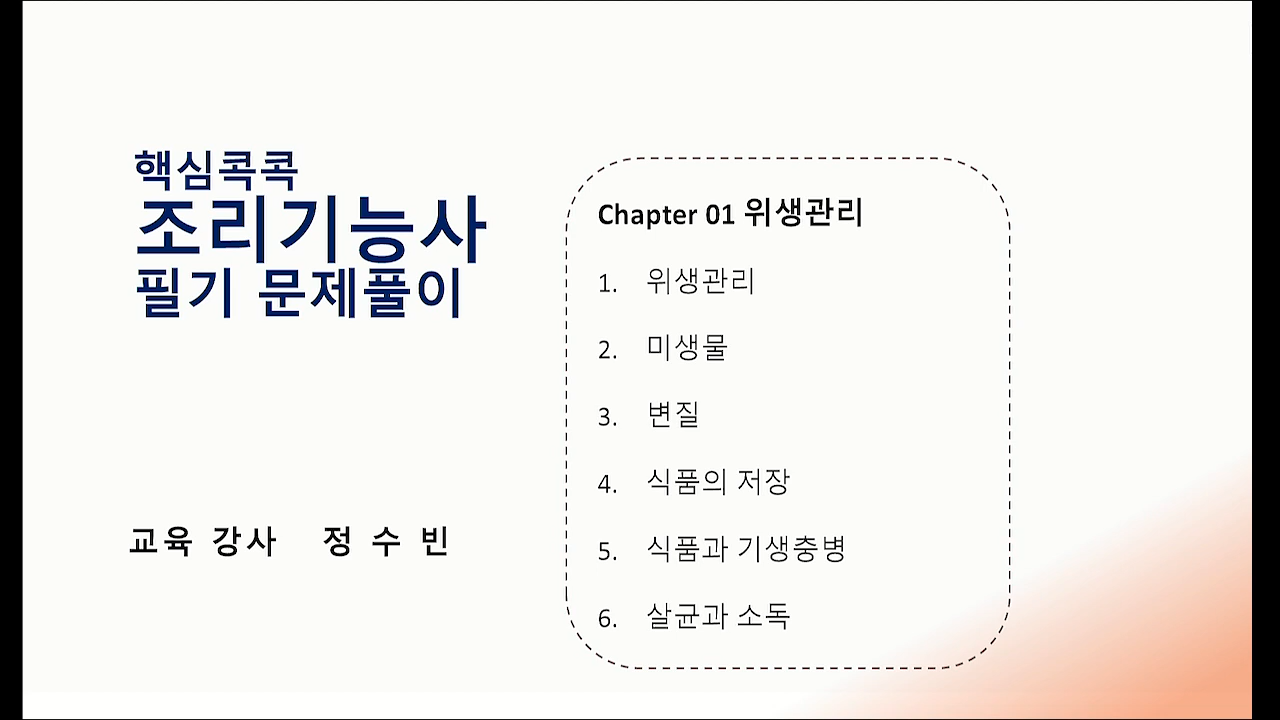 핵심콕콕
조리기능사
필기 문제풀이
교육 강사 정 수 빈
Chapter 01 위생관리
1. 위생관리
2. 미생물
3. 변질
4. 식품의 저장
5. 식품과 기생충병
6. 살균과 소독